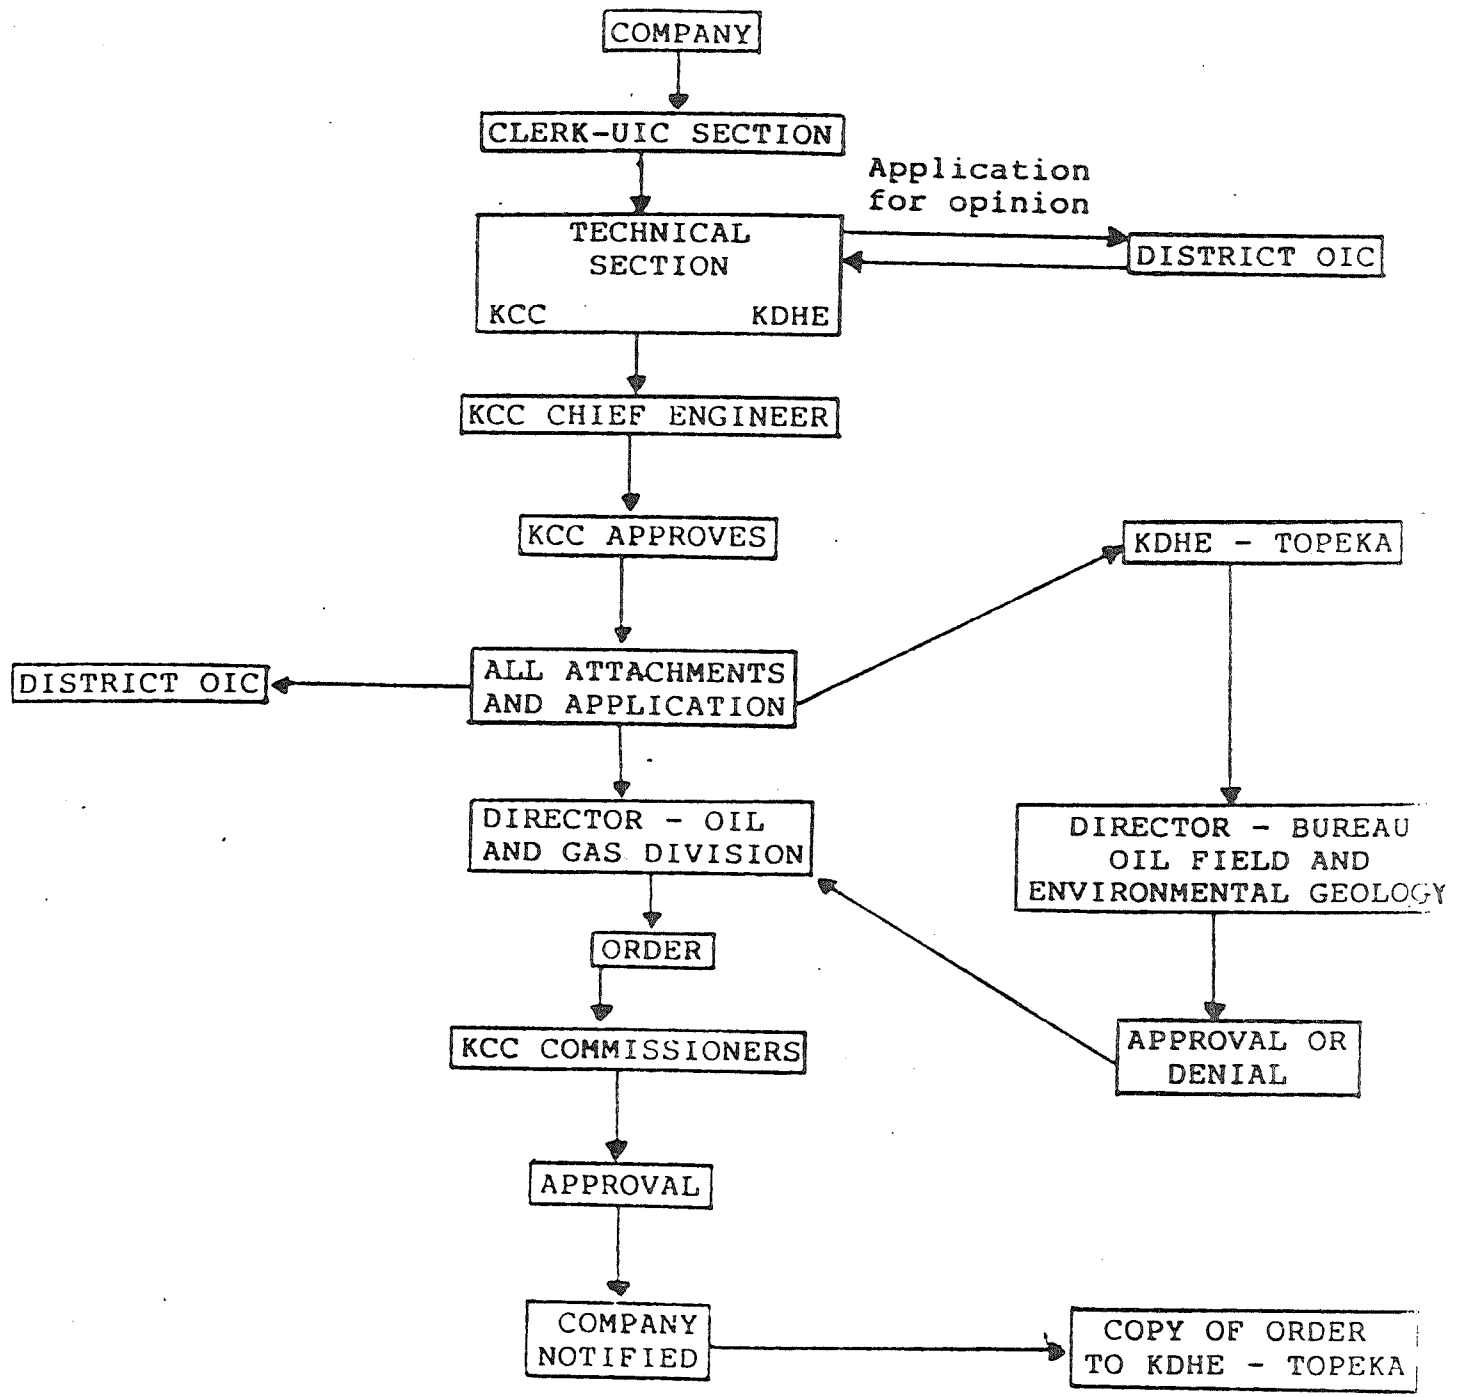 COMPANY
CLERK-UIC SECTION
Application
for opinion
TECHNICAL
SECTION
KCC KDHE
DISTRICT OIC
KCC CHIEF ENGINEER
KCC APPROVES
KDHE - TOPEKA
DISTRICT OIC
ALL ATTACHMENTS
AND APPLICATION
DIRECTOR - OIL
AND GAS DIVISION
DIRECTOR - BUREAU
OIL FIELD AND
ENVIRONMENTAL GEOLOGY
ORDER
KCC COMMISSIONERS
APPROVAL OR
DENIAL
APPROVAL
COMPANY
NOTIFIED
COPY OF ORDER
TO KDHE - TOPEKA